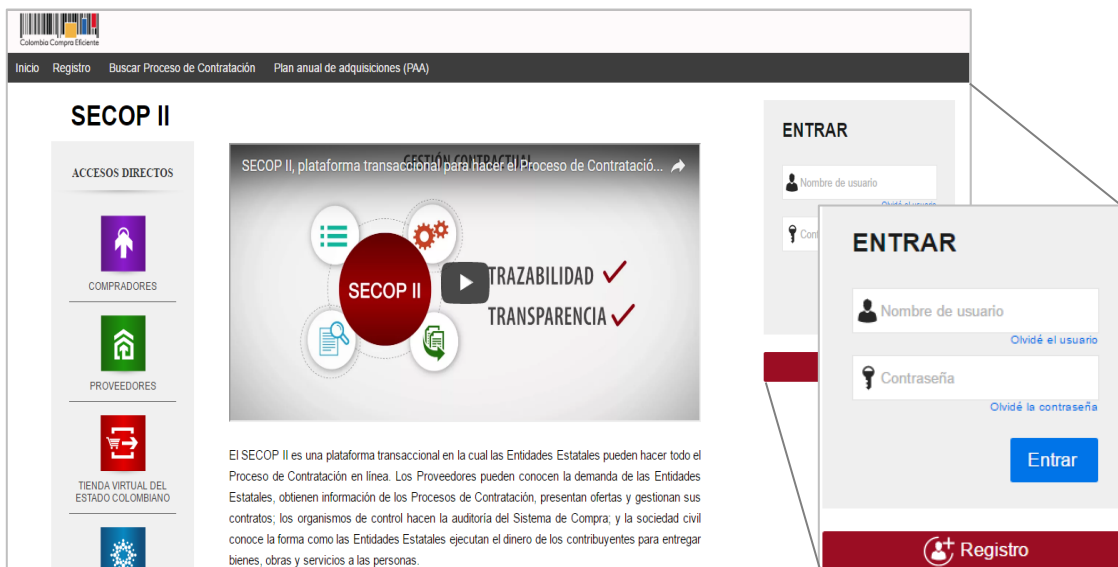 Colombia Compra Eficiente
Inicio Registro Buscar Proceso de Contratación Plan anual de adquisiciones (PAA)
SECOP II
ACCESOS DIRECTOS
COMPRADORES
PROVEEDORES
TIENDA VIRTUAL DEL
ESTADO COLOMBIANO
GESTIÓN CONTRACTUAL
SECOP II, plataforma transaccional para hacer el Proceso de Contratació...
SECOP II
TRAZABILIDAD
TRANSPARENCIA
El SECOP II es una plataforma transaccional en la cual las Entidades Estatales pueden hacer todo el
Proceso de Contratación en línea. Los Proveedores pueden conocen la demanda de las Entidades
Estatales, obtienen información de los Procesos de Contratación, presentan ofertas y gestionan sus
contratos; los organismos de control hacen la auditoría del Sistema de Compra; y la sociedad civil
conoce la forma como las Entidades Estatales ejecutan el dinero de los contribuyentes para entregar
bienes, obras y servicios a las personas.
ENTRAR
Nombre de usuario
Olvidé el usuario
Cont
ENTRAR
Nombre de usuario
Olvidé el usuario
Contraseña
Olvidé la contraseña
Entrar
Registro